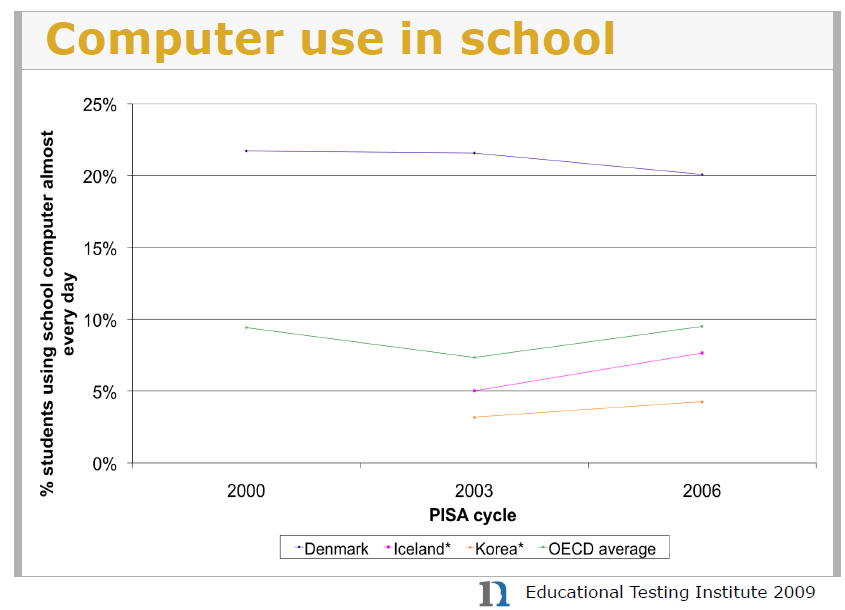 Computer use in school
% students using school computer almost
every day
25%
20%
15%
10%
5%
0%
2000 2003 2006
PISA cycle
Denmark Iceland* Korea* OECD average
n Educational Testing Institute 2009